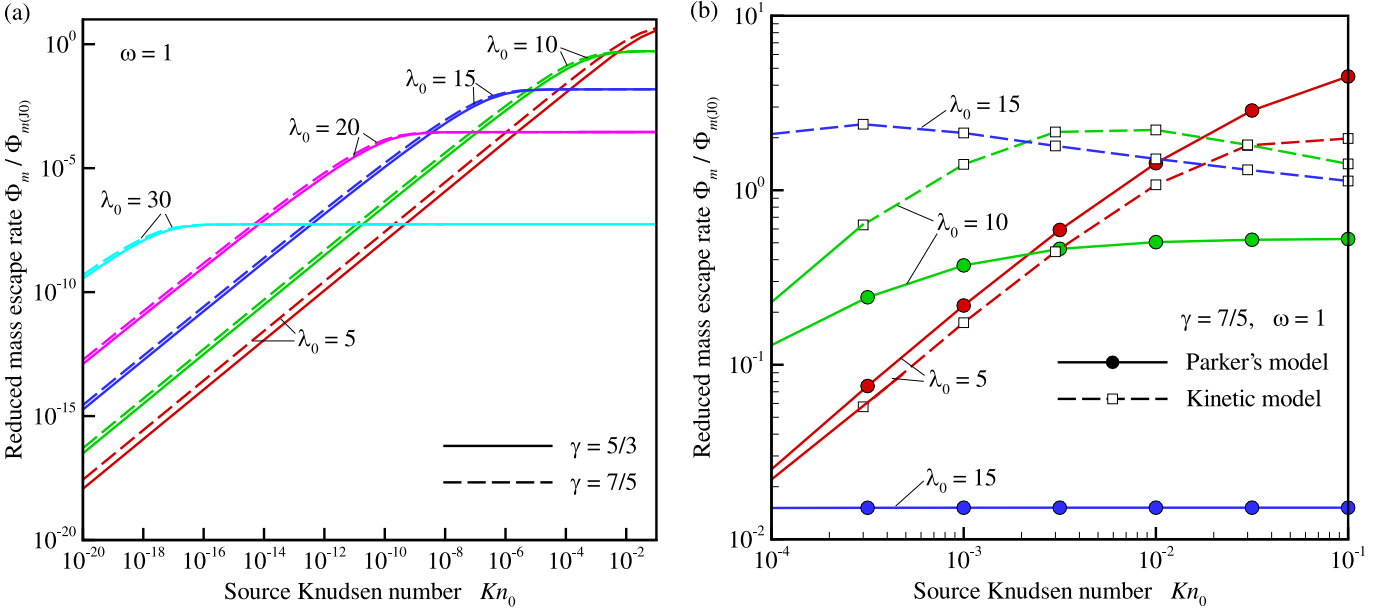 (a)
Reduced mass escape rate Φm / Φm(J0)
10^0
10^-5
10^-10
10^-15
10^-20
ω = 1
λ0 = 10
λ0 = 15
λ0 = 20
λ0 = 30
λ0 = 5
γ = 5/3
γ = 7/5
10^-20 10^-18 10^-16 10^-14 10^-12 10^-10 10^-8 10^-6 10^-4 10^-2
Source Knudsen number Kn0
(b)
Reduced mass escape rate Φm / Φm(J0)
10^1
10^0
10^-1
10^-2
λ0 = 15
λ0 = 10
λ0 = 5
γ = 7/5, ω = 1
Parker's model
Kinetic model
λ0 = 15
10^-4 10^-3 10^-2 10^-1
Source Knudsen number Kn0